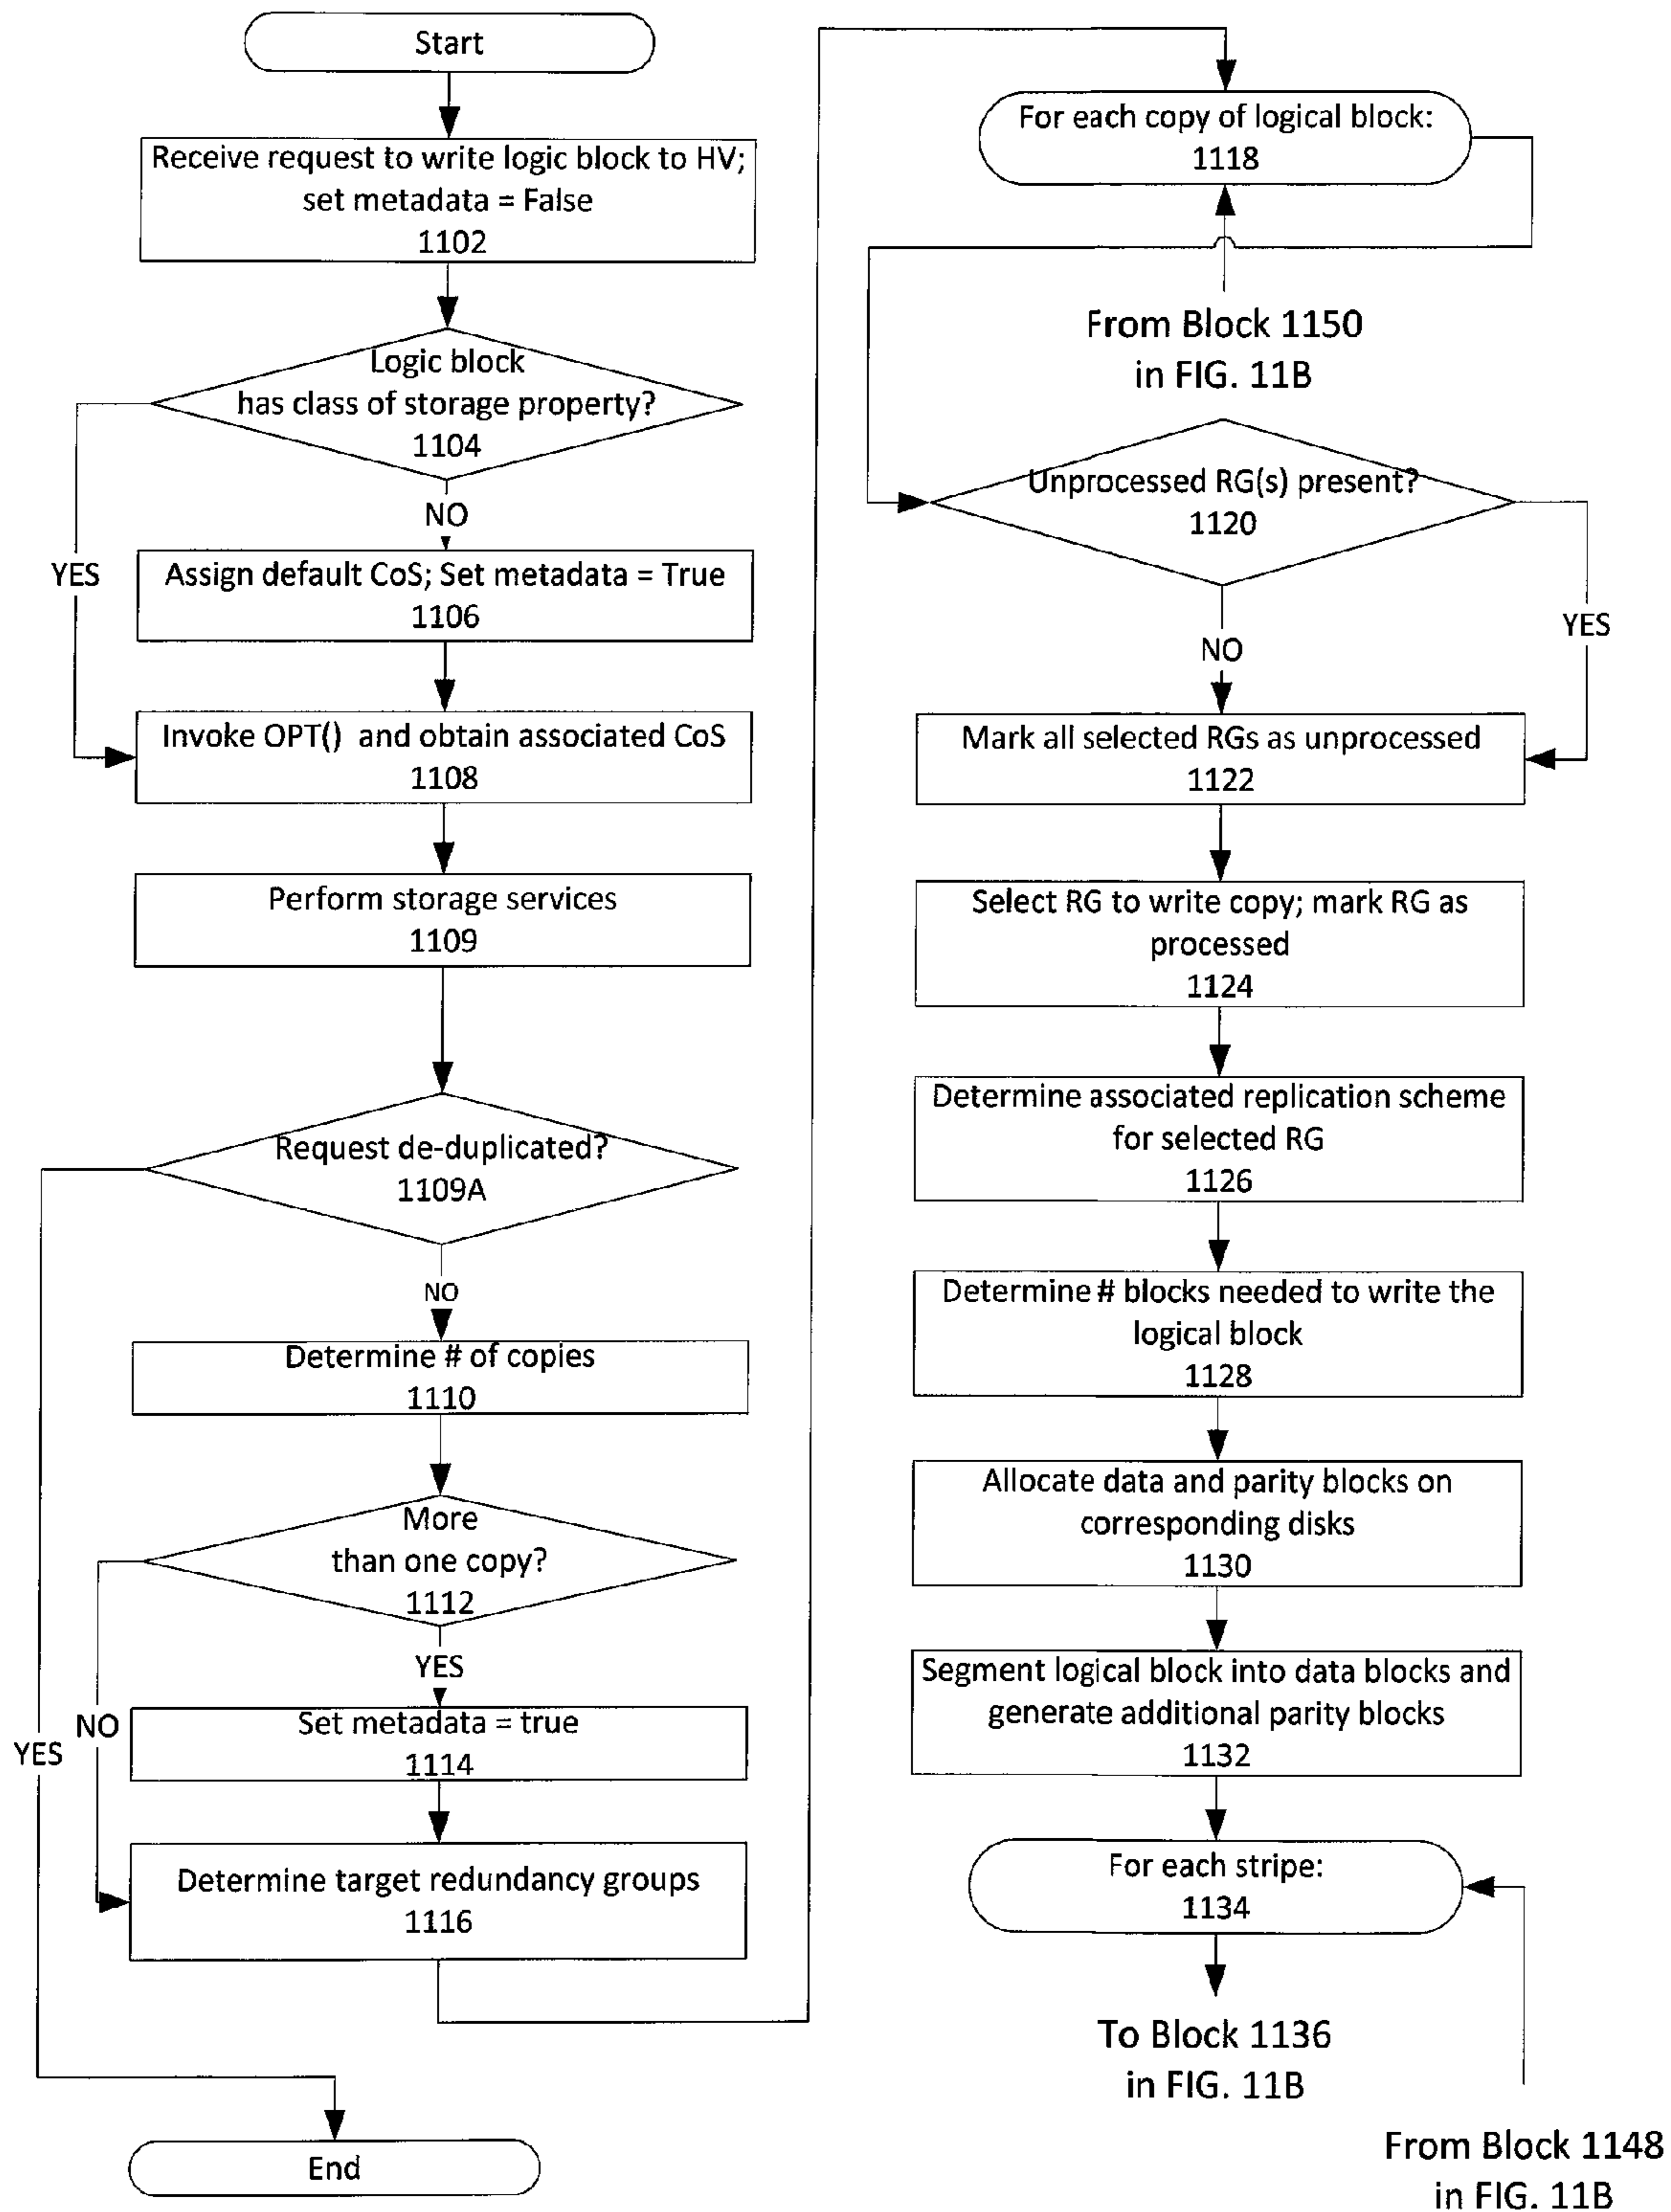 Start
Receive request to write logic block to HV;
set metadata = False
1102
Logic block
has class of storage property?
1104
NO
YES
Assign default CoS; Set metadata = True
1106
Invoke OPT() and obtain associated CoS
1108
Perform storage services
1109
Request de-duplicated?
1109A
NO
Determine # of copies
1110
More
than one copy?
1112
YES
NO
YES
Set metadata = true
1114
Determine target redundancy groups
1116
End
For each copy of logical block:
1118
From Block 1150
in FIG. 11B
Unprocessed RG(s) present?
1120
YES
NO
Mark all selected RGs as unprocessed
1122
Select RG to write copy; mark RG as
processed
1124
Determine associated replication scheme
for selected RG
1126
Determine # blocks needed to write the
logical block
1128
Allocate data and parity blocks on
corresponding disks
1130
Segment logical block into data blocks and
generate additional parity blocks
1132
For each stripe:
1134
To Block 1136
in FIG. 11B
From Block 1148
in FIG. 11B